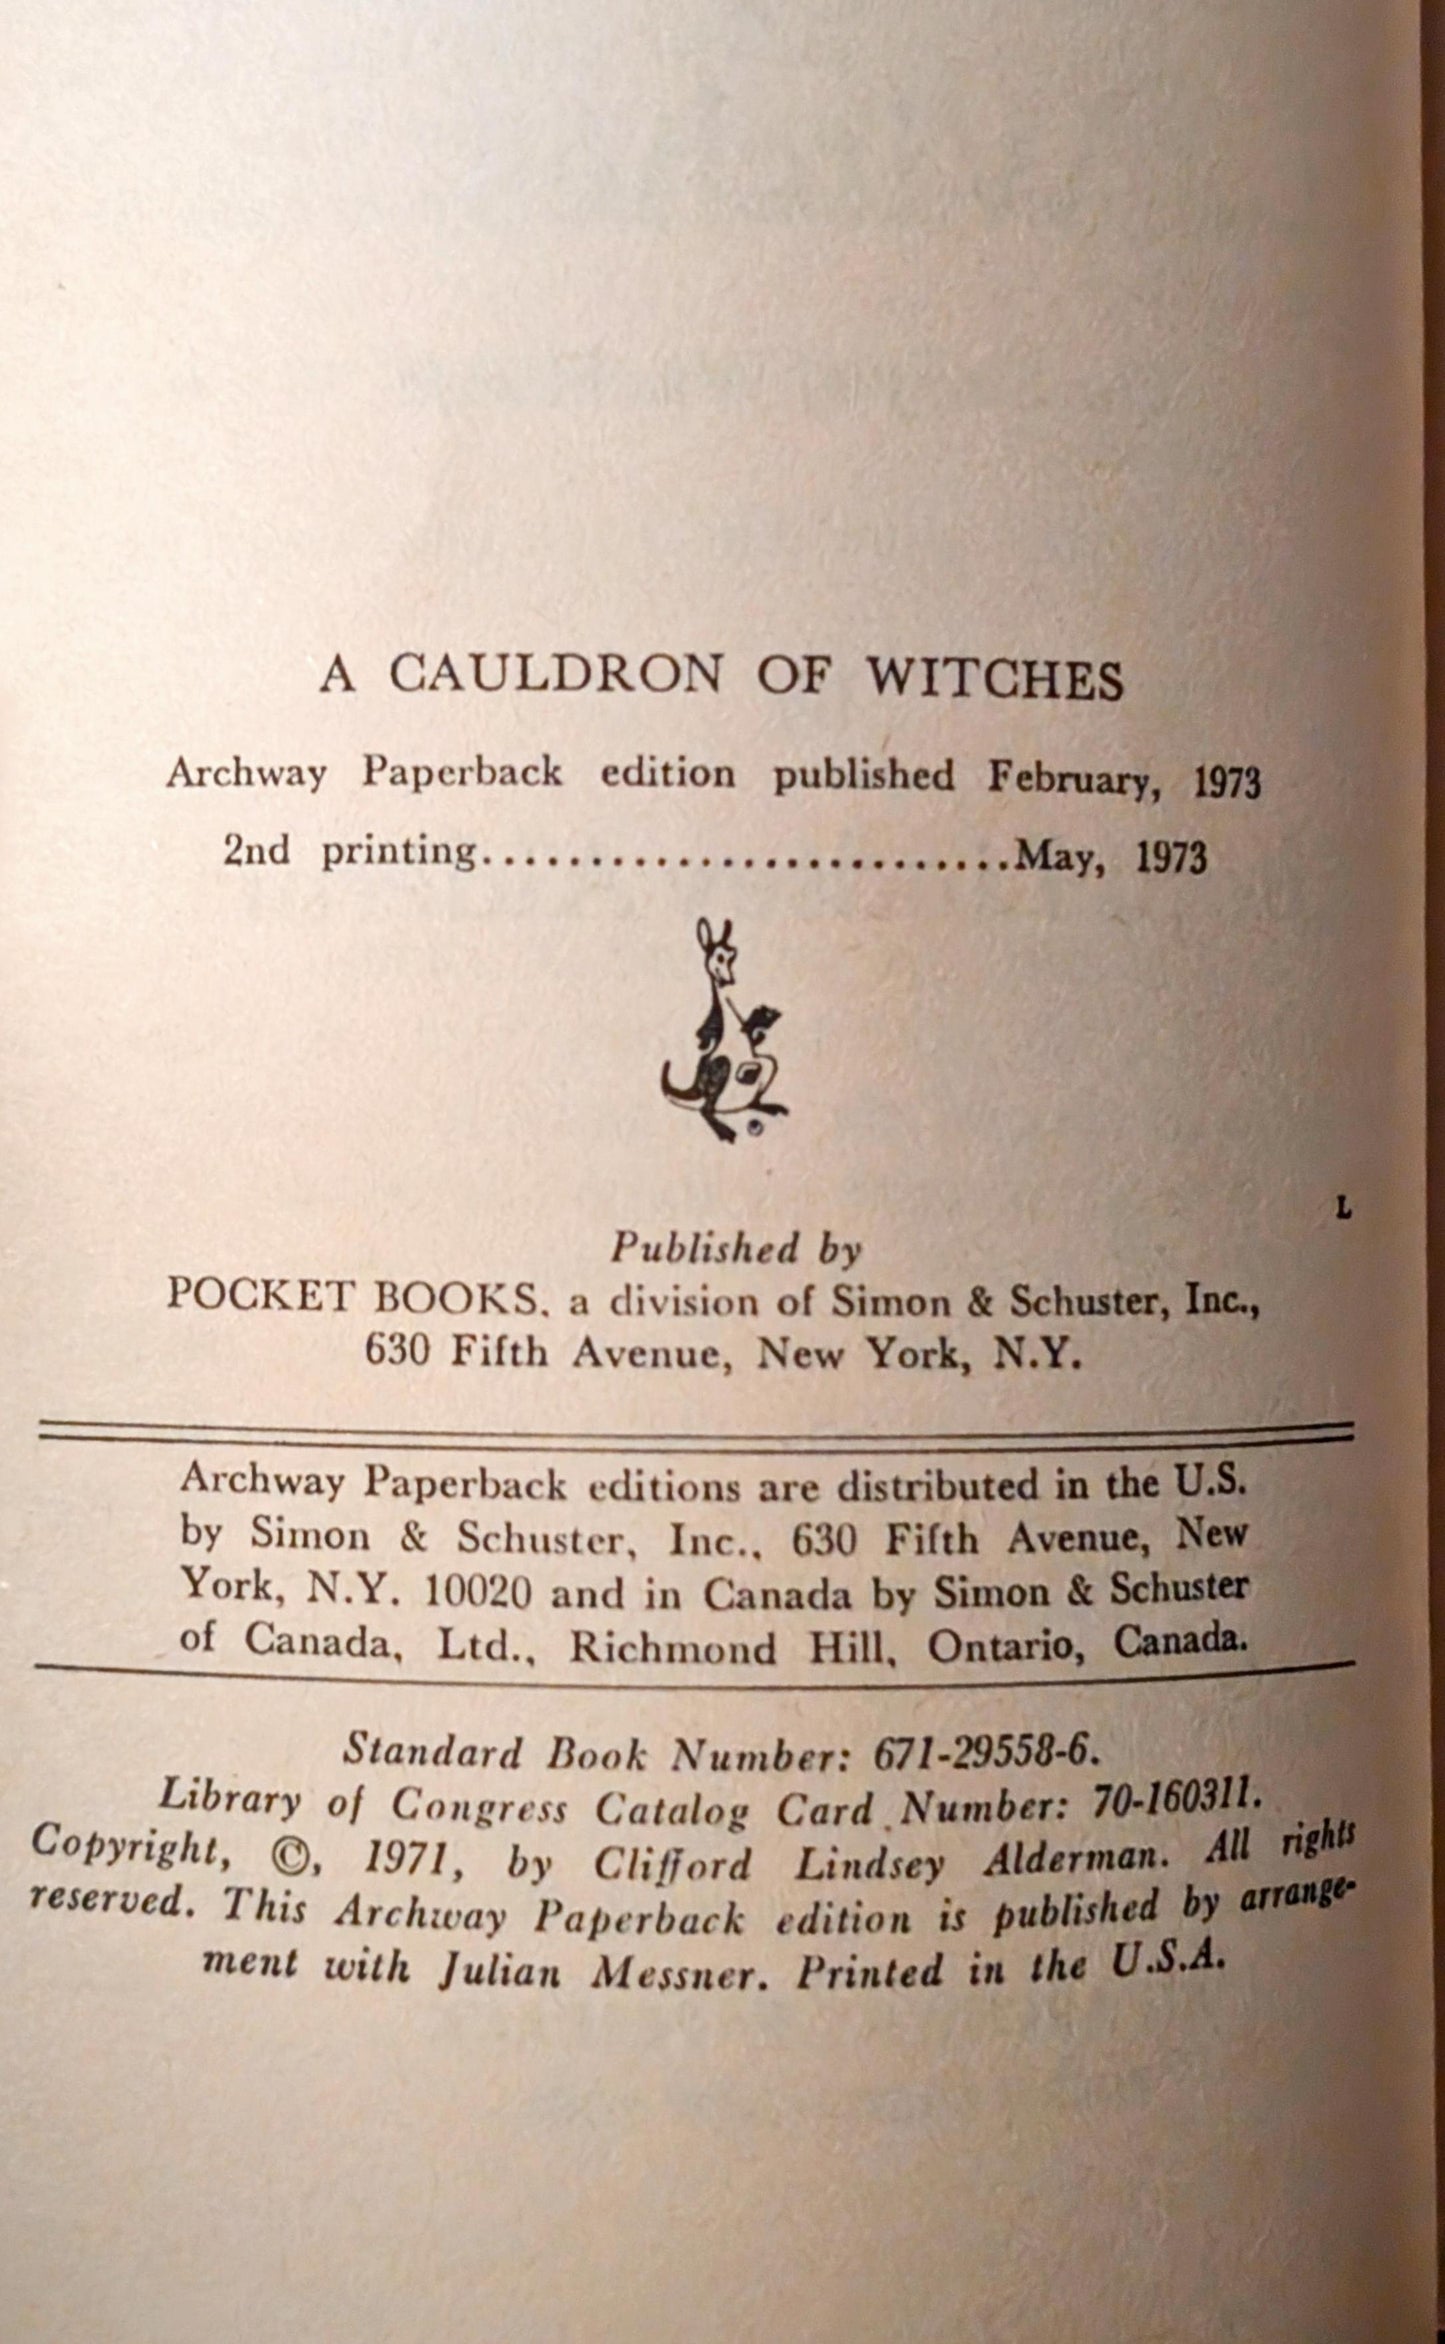 A CAULDRON OF WITCHES
Archway Paperback edition published February, 1973
2nd printing.........................May, 1973
L
Published by
POCKET BOOKS, a division of Simon & Schuster, Inc.,
630 Fifth Avenue, New York, N.Y.
Archway Paperback editions are distributed in the U.S.
by Simon & Schuster, Inc., 630 Fifth Avenue, New
York, N.Y. 10020 and in Canada by Simon & Schuster
of Canada, Ltd., Richmond Hill, Ontario, Canada.
Standard Book Number: 671-29558-6.
Library of Congress Catalog Card Number: 70-160311.
Copyright, ©, 1971, by Clifford Lindsey Alderman. All rights
reserved. This Archway Paperback edition is published by arrange-
ment with Julian Messner. Printed in the U.S.A.